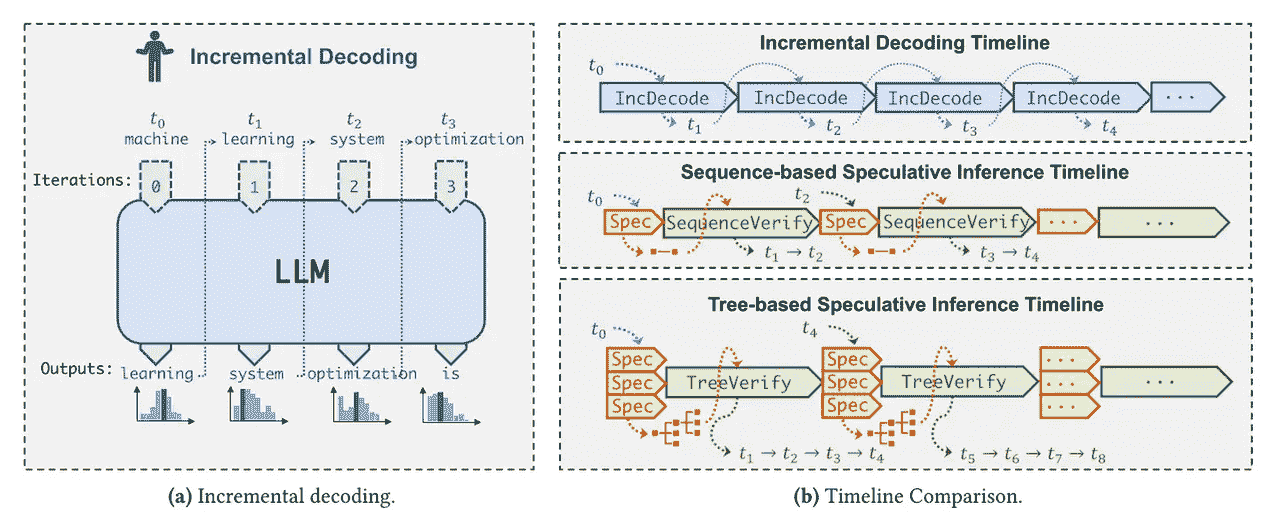 Incremental Decoding
t0 t1 t2 t3
machine learning system optimization
Iterations: 0 1 2 3
LLM
Outputs: learning system optimization is
(a) Incremental decoding.
Incremental Decoding Timeline
t0
IncDecode IncDecode IncDecode IncDecode ...
t1 t2 t3 t4
Sequence-based Speculative Inference Timeline
t0 t2
Spec SequenceVerify Spec SequenceVerify ... ...
t1 → t2 t3 → t4
Tree-based Speculative Inference Timeline
t0 t4
Spec Spec ...
Spec TreeVerify Spec TreeVerify ... ...
Spec Spec ...
t1 → t2 → t3 → t4 t5 → t6 → t7 → t8
(b) Timeline Comparison.